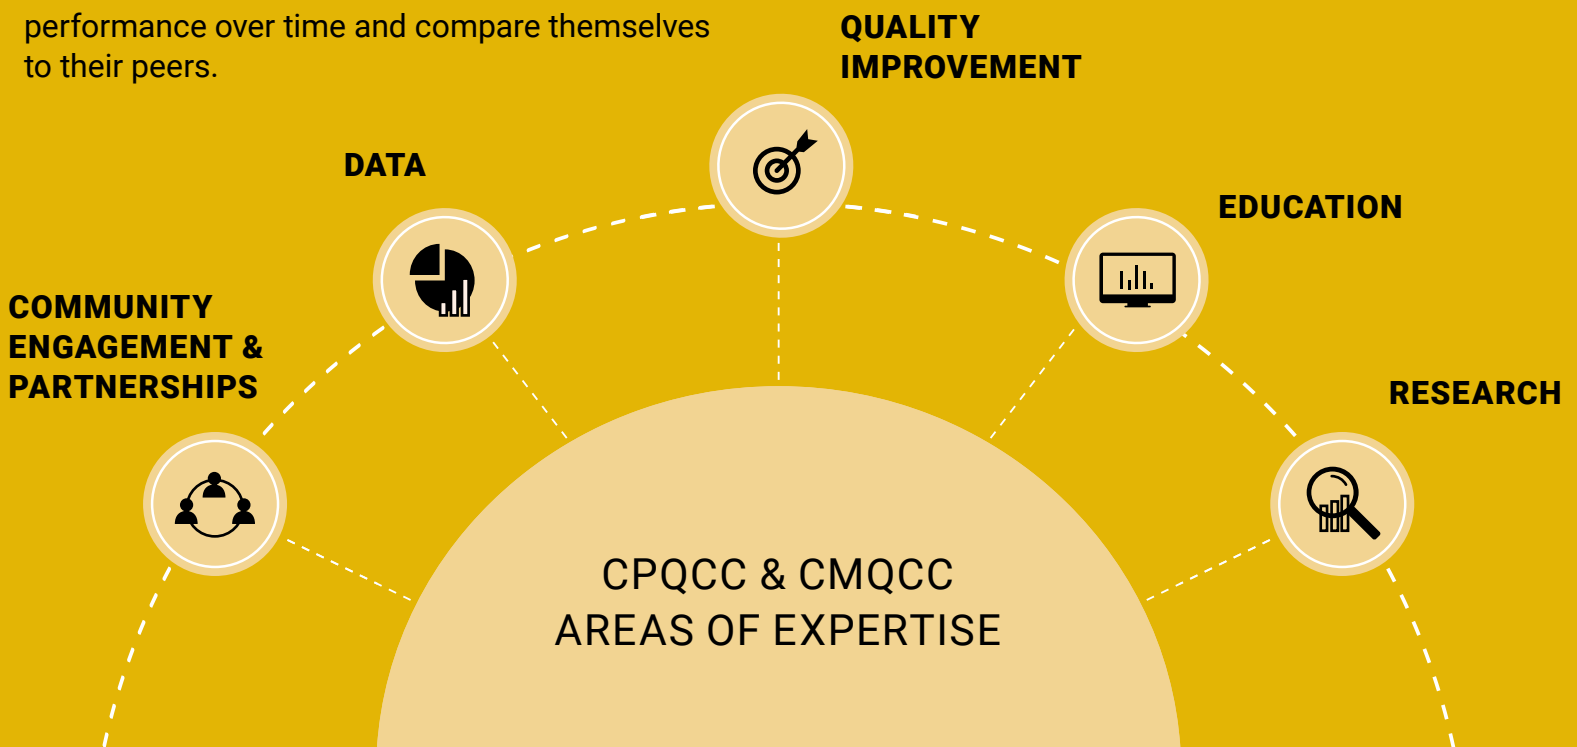 performance over time and compare themselves
to their peers.
QUALITY
IMPROVEMENT
DATA
EDUCATION
COMMUNITY
ENGAGEMENT &
PARTNERSHIPS
RESEARCH
CPQCC & CMQCC
AREAS OF EXPERTISE